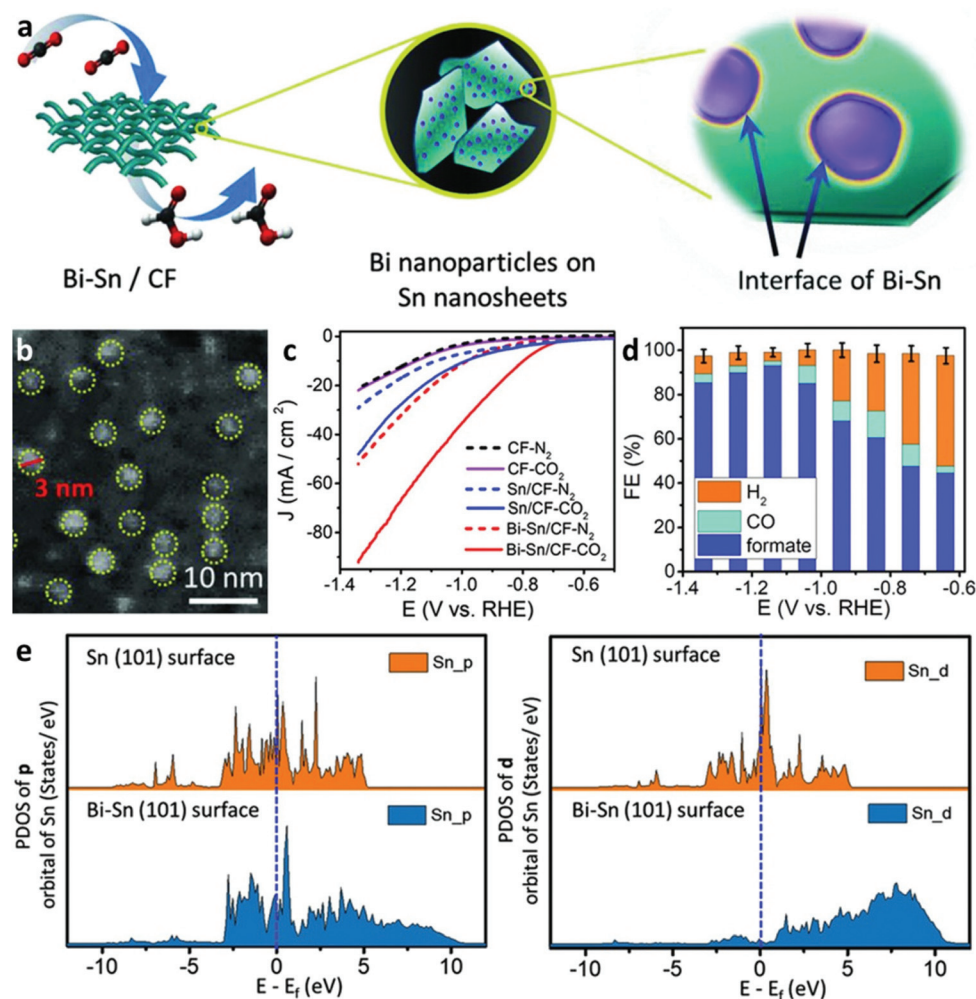 a
Bi-Sn / CF
Bi nanoparticles on
Sn nanosheets
Interface of Bi-Sn
b
3 nm
10 nm
c
0
-20
-40
-60
-80
J (mA / cm²)
CF-N₂
CF-CO₂
Sn/CF-N₂
Sn/CF-CO₂
Bi-Sn/CF-N₂
Bi-Sn/CF-CO₂
-1.4 -1.2 -1.0 -0.8 -0.6
E (V vs. RHE)
d
100
80
60
40
20
0
FE (%)
H₂
CO
formate
-1.4 -1.2 -1.0 -0.8 -0.6
E (V vs. RHE)
e
PDOS of p
orbital of Sn (States/ eV)
Sn (101) surface
Sn_p
Bi-Sn (101) surface
Sn_p
-10 -5 0 5 10
E - E_f (eV)
PDOS of d
orbital of Sn (States/ eV)
Sn (101) surface
Sn_d
Bi-Sn (101) surface
Sn_d
-10 -5 0 5 10
E - E_f (eV)